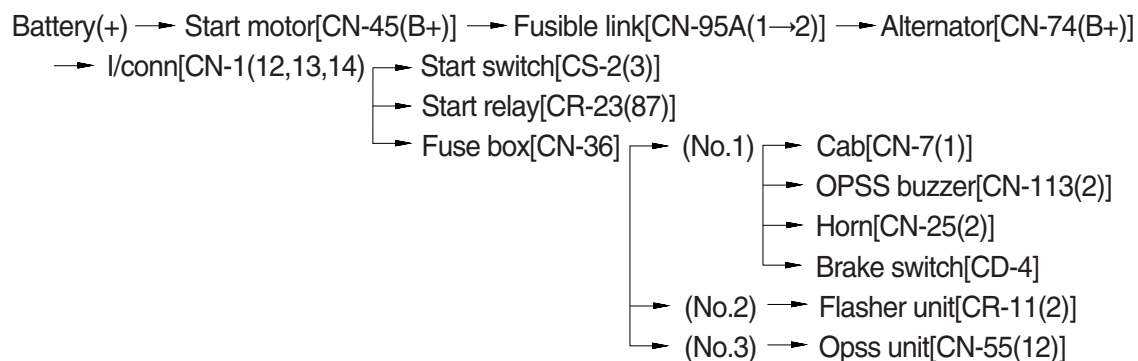 Battery(+) → Start motor[CN-45(B+)] → Fusible link[CN-95A(1→2)] → Alternator[CN-74(B+)]
→ I/conn[CN-1(12,13,14) → Start switch[CS-2(3)]
→ Start relay[CR-23(87)]
→ Fuse box[CN-36] → (No.1) → Cab[CN-7(1)]
→ OPSS buzzer[CN-113(2)]
→ Horn[CN-25(2)]
→ Brake switch[CD-4]
→ (No.2) → Flasher unit[CR-11(2)]
→ (No.3) → Opss unit[CN-55(12)]